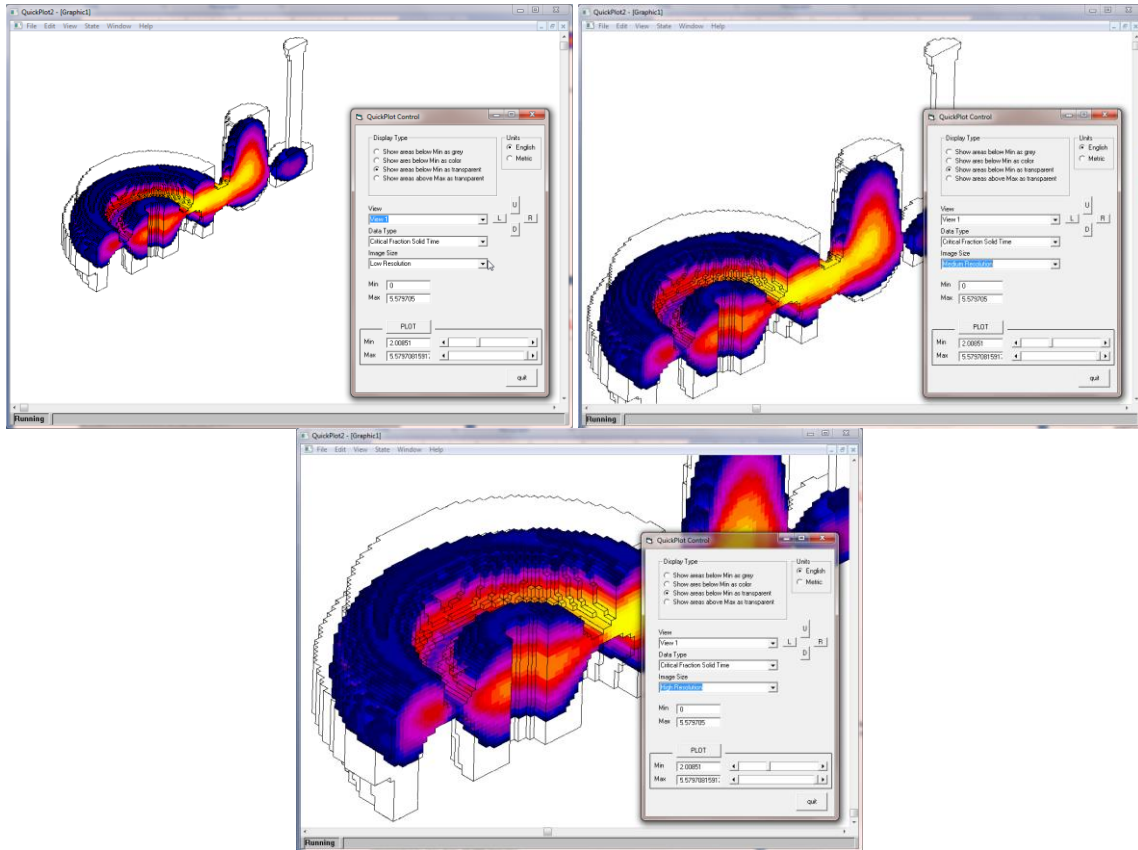 QuickPlot2 - [Graphic1]
File Edit View State Window Help
QuickPlot Control
Display Type
Show areas below Min as grey
Show ares below Min as color
Show areas below Min as transparent
Show areas above Max as transparent
Units
English
Metric
U
View
View 1
L
R
Data Type
D
Critical Fraction Solid Time
Image Size
Low Resolution
Min 0
Max 5.579705
PLOT
Min 2.00851
Max 5.5797081591
quit
Running
QuickPlot2 - [Graphic1]
File Edit View State Window Help
QuickPlot Control
Display Type
Show areas below Min as grey
Show ares below Min as color
Show areas below Min as transparent
Show areas above Max as transparent
Units
English
Metric
U
View
View 1
L
R
Data Type
D
Critical Fraction Solid Time
Image Size
Medium Resolution
Min 0
Max 5.579705
PLOT
Min 2.00851
Max 5.5797081591
quit
Running
QuickPlot2 - [Graphic1]
File Edit View State Window Help
QuickPlot Control
Display Type
Show areas below Min as grey
Show ares below Min as color
Show areas below Min as transparent
Show areas above Max as transparent
Units
English
Metric
U
View
View 1
L
R
Data Type
D
Critical Fraction Solid Time
Image Size
High Resolution
Min 0
Max 5.579705
PLOT
Min 2.00851
Max 5.5797081591
quit
Running